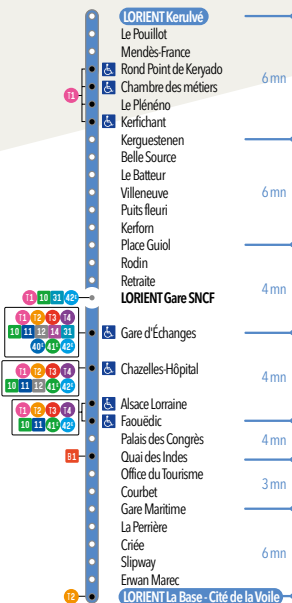 LORIENT Kerulvé
Le Pouillot
Mendès-France
Rond Point de Keryado
6 mn
Chambre des métiers
T1
Le Plénéno
Kerfichant
Kerguestenen
Belle Source
Le Batteur
Villeneuve
6 mn
Puits fleuri
Kerforn
Place Guiol
Rodin
Retraite
4 mn
T1 10 31 42
LORIENT Gare SNCF
T1 T2 T3 T4
10 11 12 14 31
40 41 42
Gare d'Échanges
T1 T2 T3 T4
10 11 12 41 42
Chazelles-Hôpital
4 mn
T1 T2 T3 T4
10 11 41 42
Alsace Lorraine
Faouëdic
Palais des Congrès
4 mn
B1
Quai des Indes
Office du Tourisme
3 mn
Courbet
Gare Maritime
La Perrière
Criée
6 mn
Slipway
Erwan Marec
T2
LORIENT La Base - Cité de la Voile